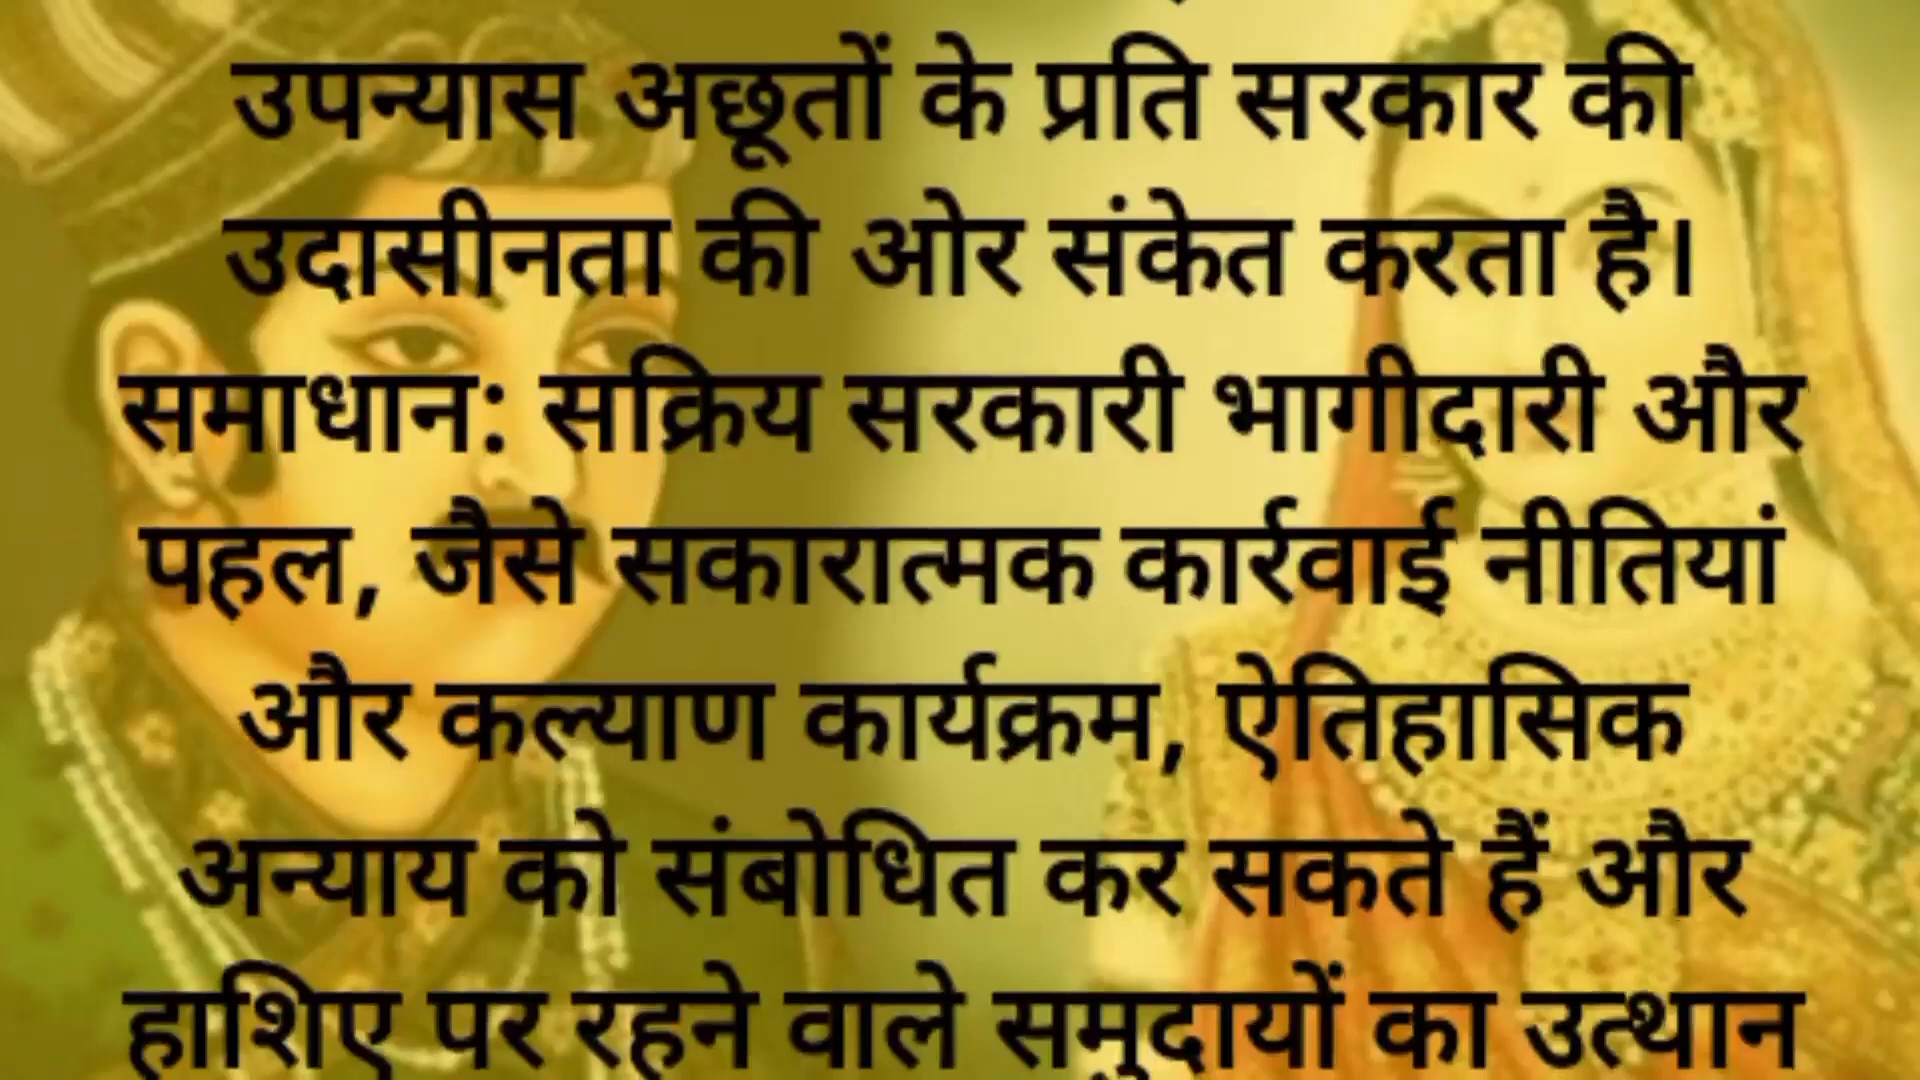 उपन्यास अछूतों के प्रति सरकार की
उदासीनता की ओर संकेत करता है।
समाधान: सक्रिय सरकारी भागीदारी और
पहल, जैसे सकारात्मक कार्रवाई नीतियां
और कल्याण कार्यक्रम, ऐतिहासिक
अन्याय को संबोधित कर सकते हैं और
हाशिए पर रहने वाले समुदायों का उत्थान